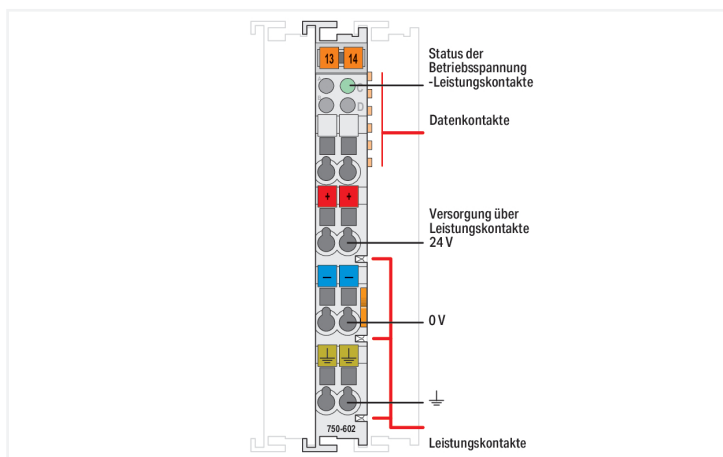 13 14
Status der
Betriebsspannung
-Leistungskontakte
C
D
Datenkontakte
+ +
Versorgung über
Leistungskontakte
24 V
— —
0 V
750-602
Leistungskontakte